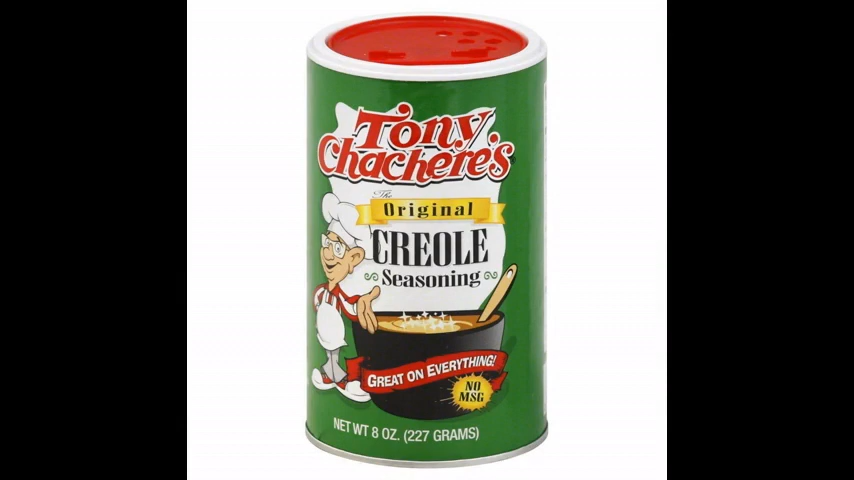 Tony
Chachere's
The
Original
CREOLE
Seasoning
GREAT ON EVERYTHING!
NO
MSG
NET WT 8 OZ. (227 GRAMS)